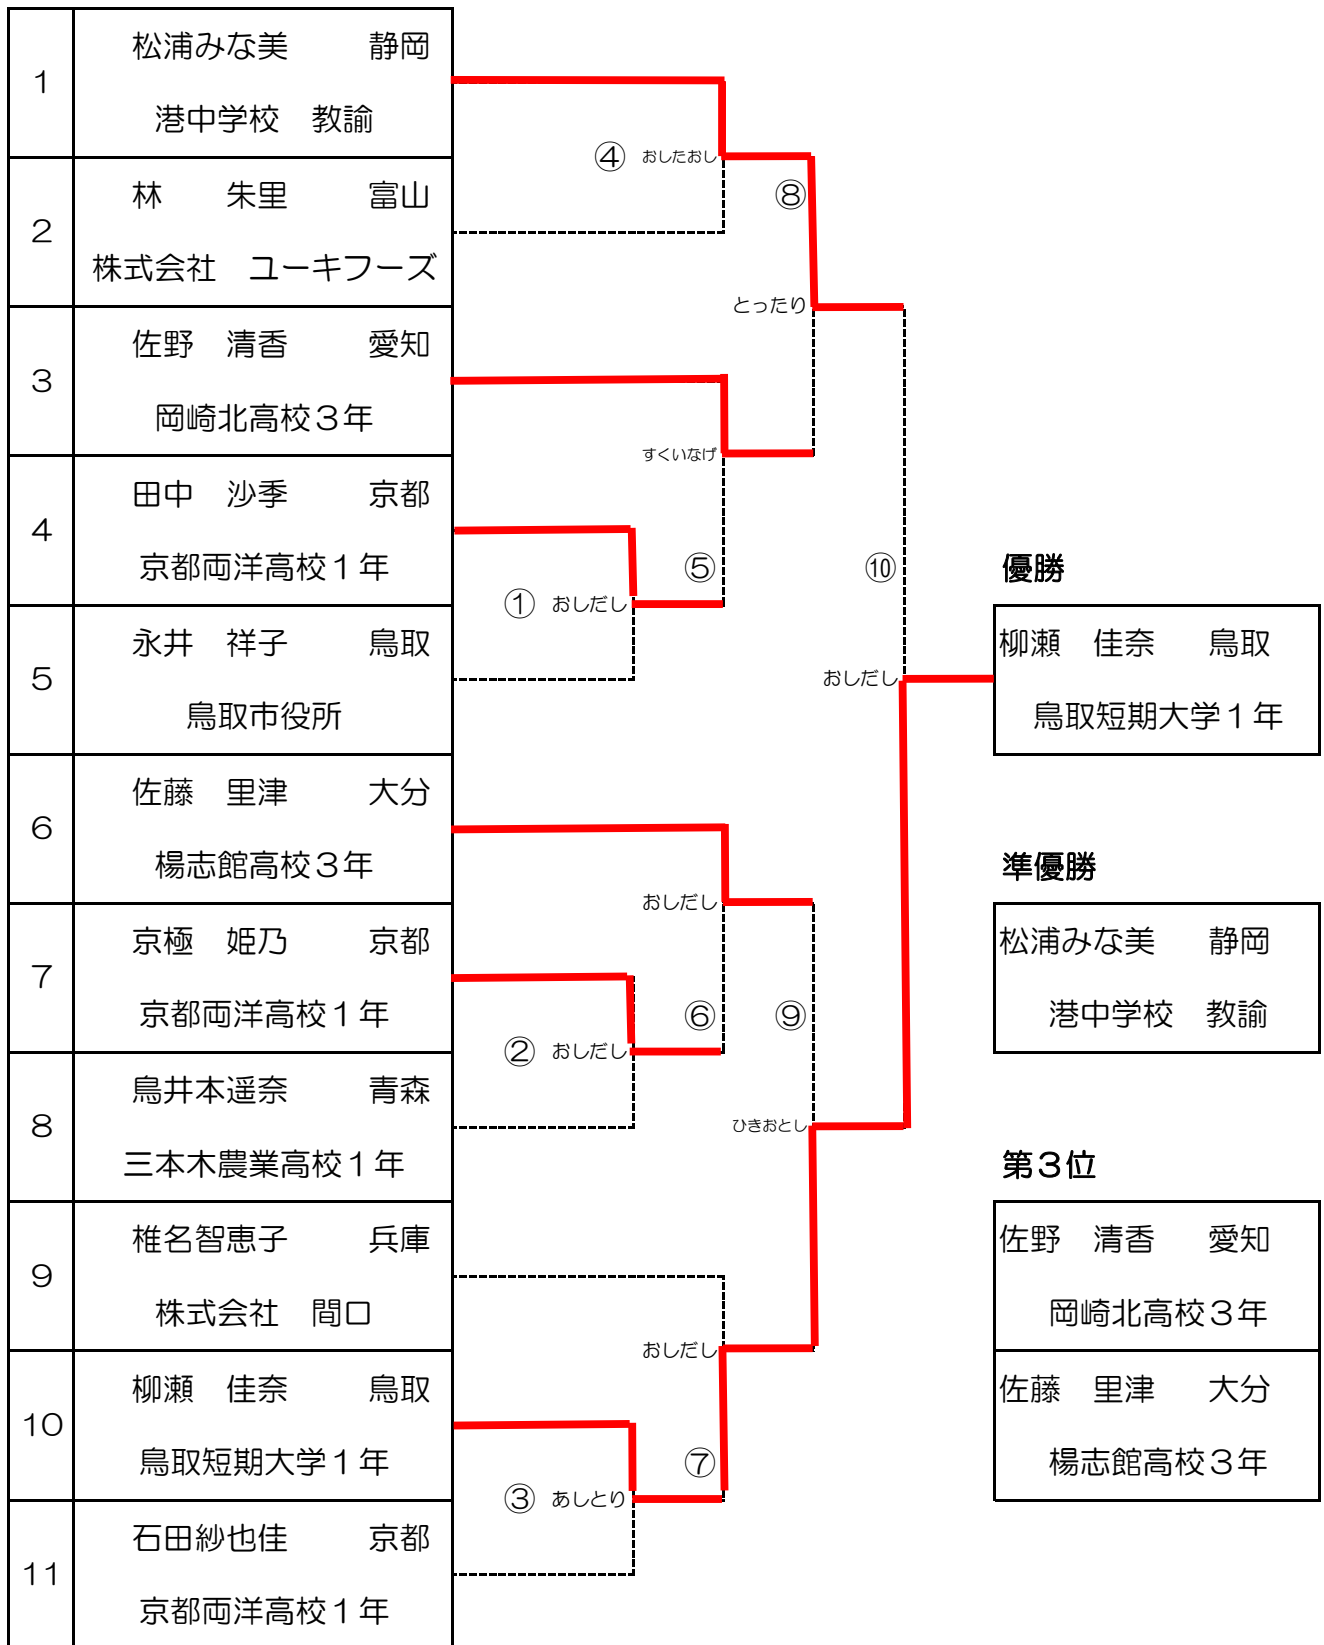 1
松浦みな美　静岡
港中学校　教諭
2
林　朱里　富山
株式会社　ユーキフーズ
3
佐野　清香　愛知
岡崎北高校３年
4
田中　沙季　京都
京都両洋高校１年
5
永井　祥子　鳥取
鳥取市役所
6
佐藤　里津　大分
楊志館高校３年
7
京極　姫乃　京都
京都両洋高校１年
8
鳥井本遥奈　青森
三本木農業高校１年
9
椎名智恵子　兵庫
株式会社　間口
10
柳瀬　佳奈　鳥取
鳥取短期大学１年
11
石田紗也佳　京都
京都両洋高校１年
① おしだし
② おしだし
③ あしとり
④ おしたおし
すくいなげ
⑤
おしだし
⑥
おしだし
⑦
⑧
とったり
⑨
ひきおとし
⑩
おしだし
優勝
柳瀬　佳奈　鳥取
鳥取短期大学１年
準優勝
松浦みな美　静岡
港中学校　教諭
第３位
佐野　清香　愛知
岡崎北高校３年
佐藤　里津　大分
楊志館高校３年